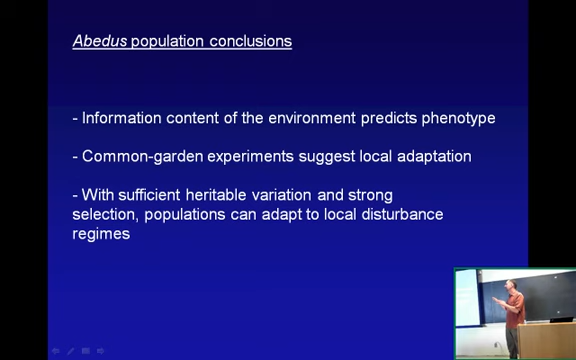 Abedus population conclusions
- Information content of the environment predicts phenotype
- Common-garden experiments suggest local adaptation
- With sufficient heritable variation and strong
selection, populations can adapt to local disturbance
regimes